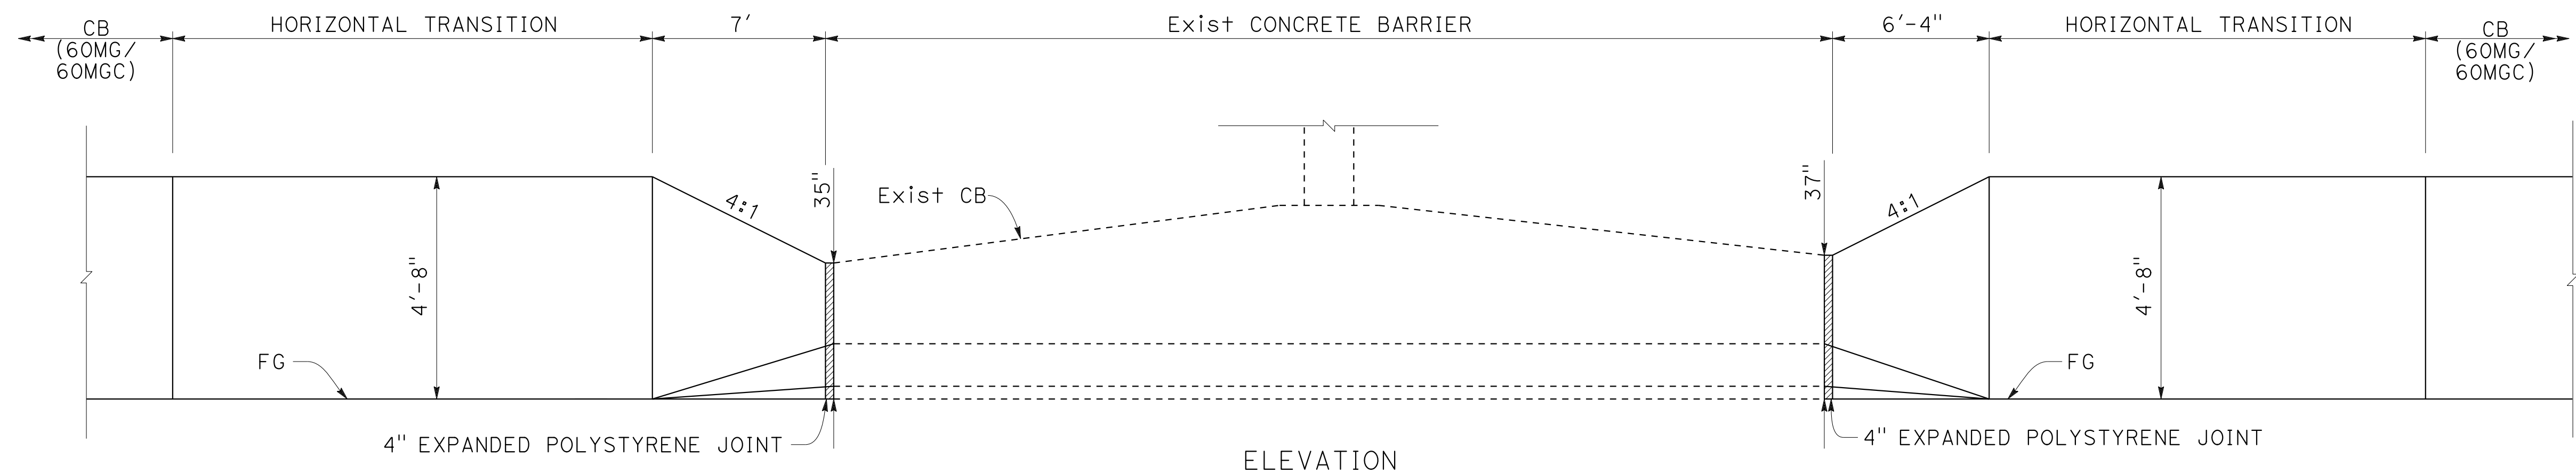 CB
(60MG/
60MGC)
HORIZONTAL TRANSITION
7'
Exist CONCRETE BARRIER
6'-4"
HORIZONTAL TRANSITION
CB
(60MG/
60MGC)
4:1
35"
Exist CB
37"
4:1
4'-8"
4'-8"
FG
FG
4" EXPANDED POLYSTYRENE JOINT
4" EXPANDED POLYSTYRENE JOINT
ELEVATION